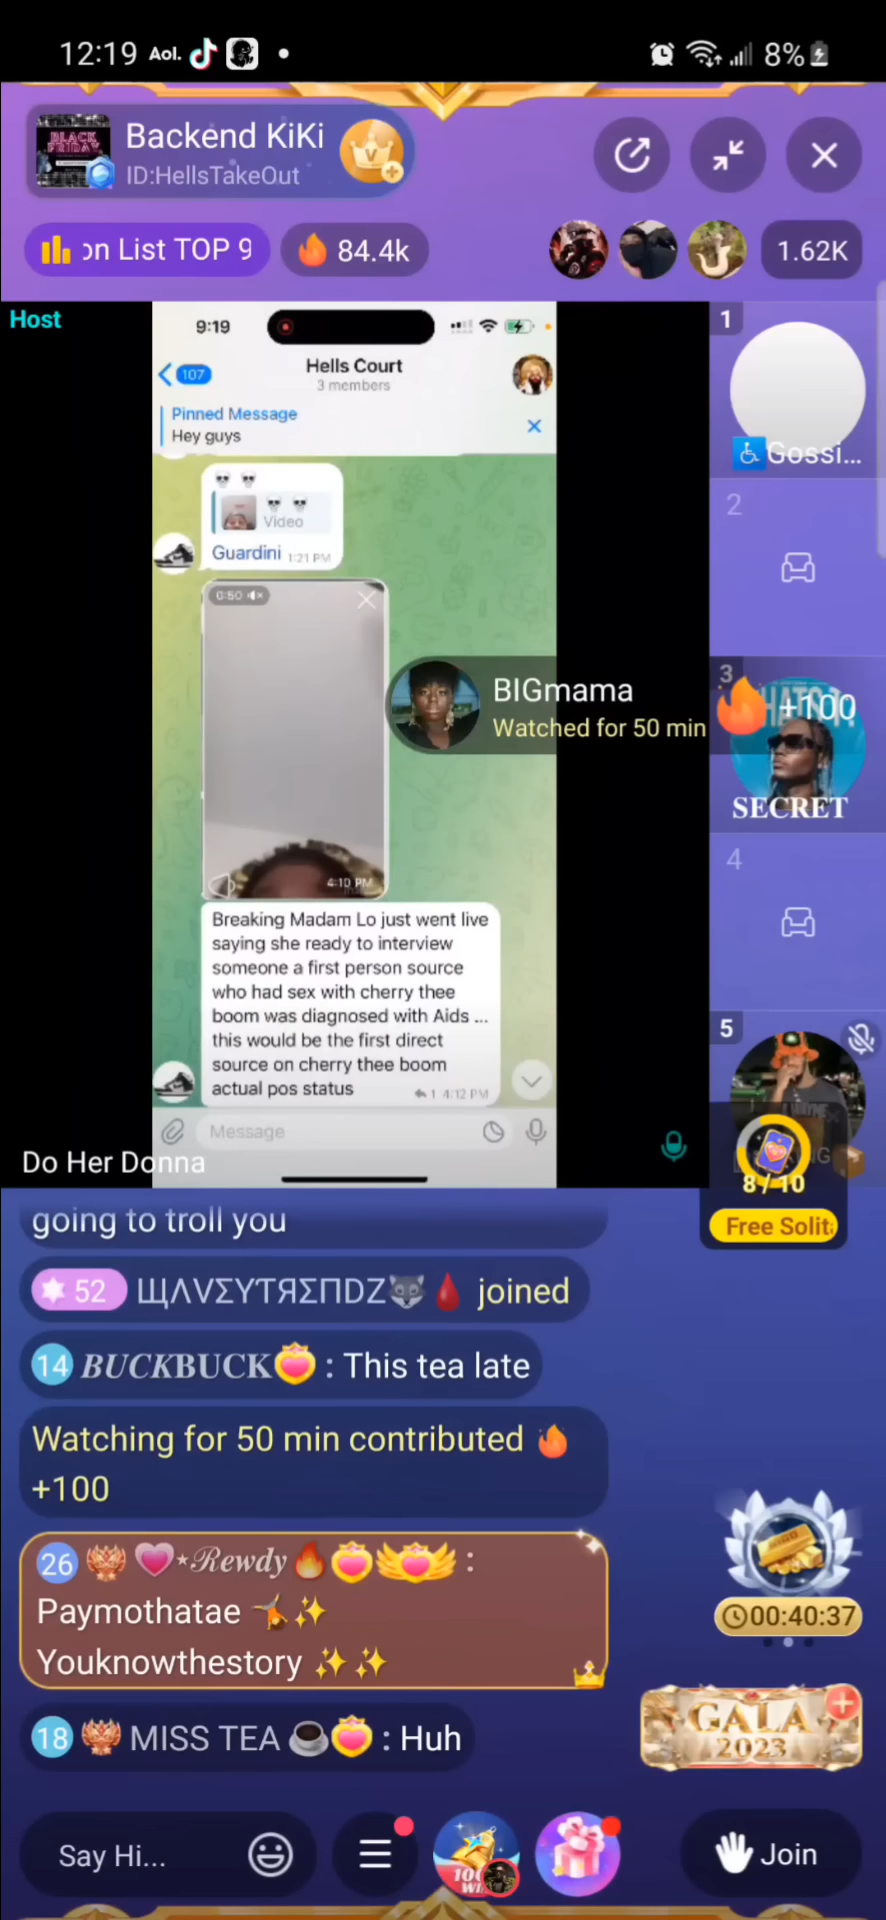 12:19 Aol. 8%
BLACK FRIDAY
Backend KiKi
V
ID:HellsTakeOut
on List TOP 9
84.4k
1.62K
Host
9:19
107
Hells Court
3 members
Pinned Message
Hey guys
Video
Guardini 1:21 PM
0:50
4:10 PM
Breaking Madam Lo just went live
saying she ready to interview
someone a first person source
who had sex with cherry thee
boom was diagnosed with Aids ...
this would be the first direct
source on cherry thee boom
actual pos status
1 4:12 PM
Message
Do Her Donna
BIGmama
Watched for 50 min
+100
1
Gossi...
2
3
𝐒𝐄𝐂𝐑𝐄𝐓
4
5
8/10
Free Solit
going to troll you
52 ЩΛVΣYƬЯΣПDZ joined
14 𝑩𝑼𝑪𝑲𝐁𝐔𝐂𝐊 : This tea late
Watching for 50 min contributed
+100
26 ⋆𝓡𝓮𝔀𝓭𝔂 :
Paymothatae
Youknowthestory
18 MISS TEA : Huh
00:40:37
GALA
2023
Say Hi...
Join